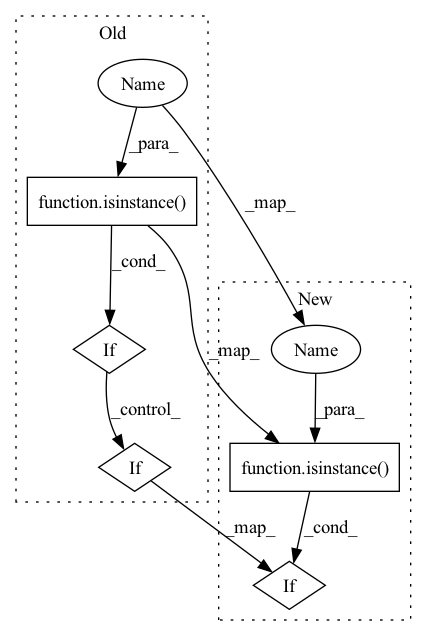 Old
Name
_para_
function.isinstance()
_map_
_cond_
New
If
Name
_map_
_control_
_para_
If
function.isinstance()
_map_
_cond_
If